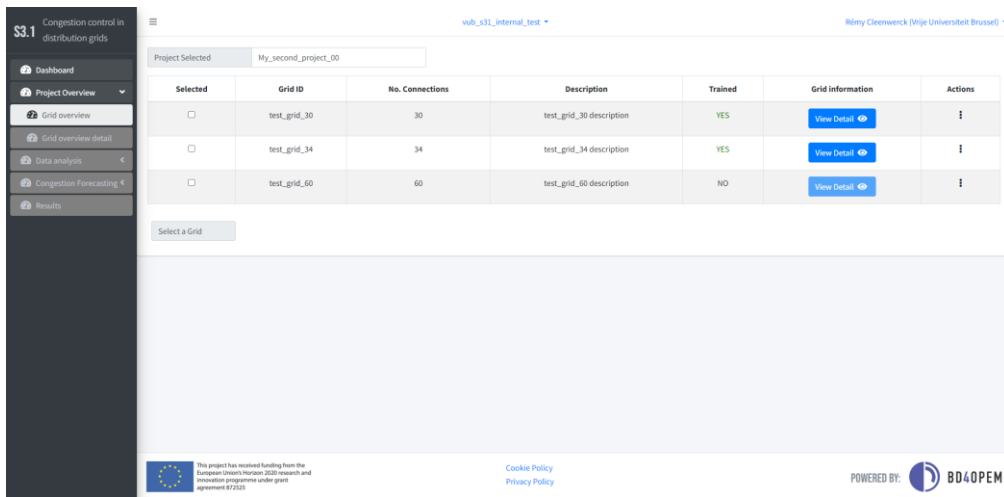 S3.1
Congestion control in
distribution grids
vub_s31_internal_test
Rémy Cleenwerck (Vrije Universiteit Brussel)
Dashboard
Project Overview
Grid overview
Grid overview detail
Data analysis
Congestion Forecasting
Results
Project Selected My_second_project_00
Selected Grid ID No. Connections Description Trained Grid information Actions
test_grid_30 30 test_grid_30 description YES View Detail
test_grid_34 34 test_grid_34 description YES View Detail
test_grid_60 60 test_grid_60 description NO View Detail
Select a Grid
This project has received funding from the
European Union's Horizon 2020 research and
innovation programme under grant
agreement 872525
Cookie Policy
Privacy Policy
POWERED BY: BD4OPEM